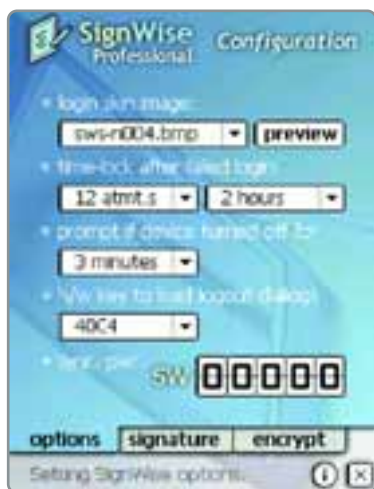 SignWise
Professional
Configuration
login skin image:
sws-n004.bmp preview
time-lock after failed login:
12 atmt.s 2 hours
prompt if device turned off for
3 minutes
key to load logout dialog:
40C4
SW 00000
options signature encrypt
Setting SignWise options.